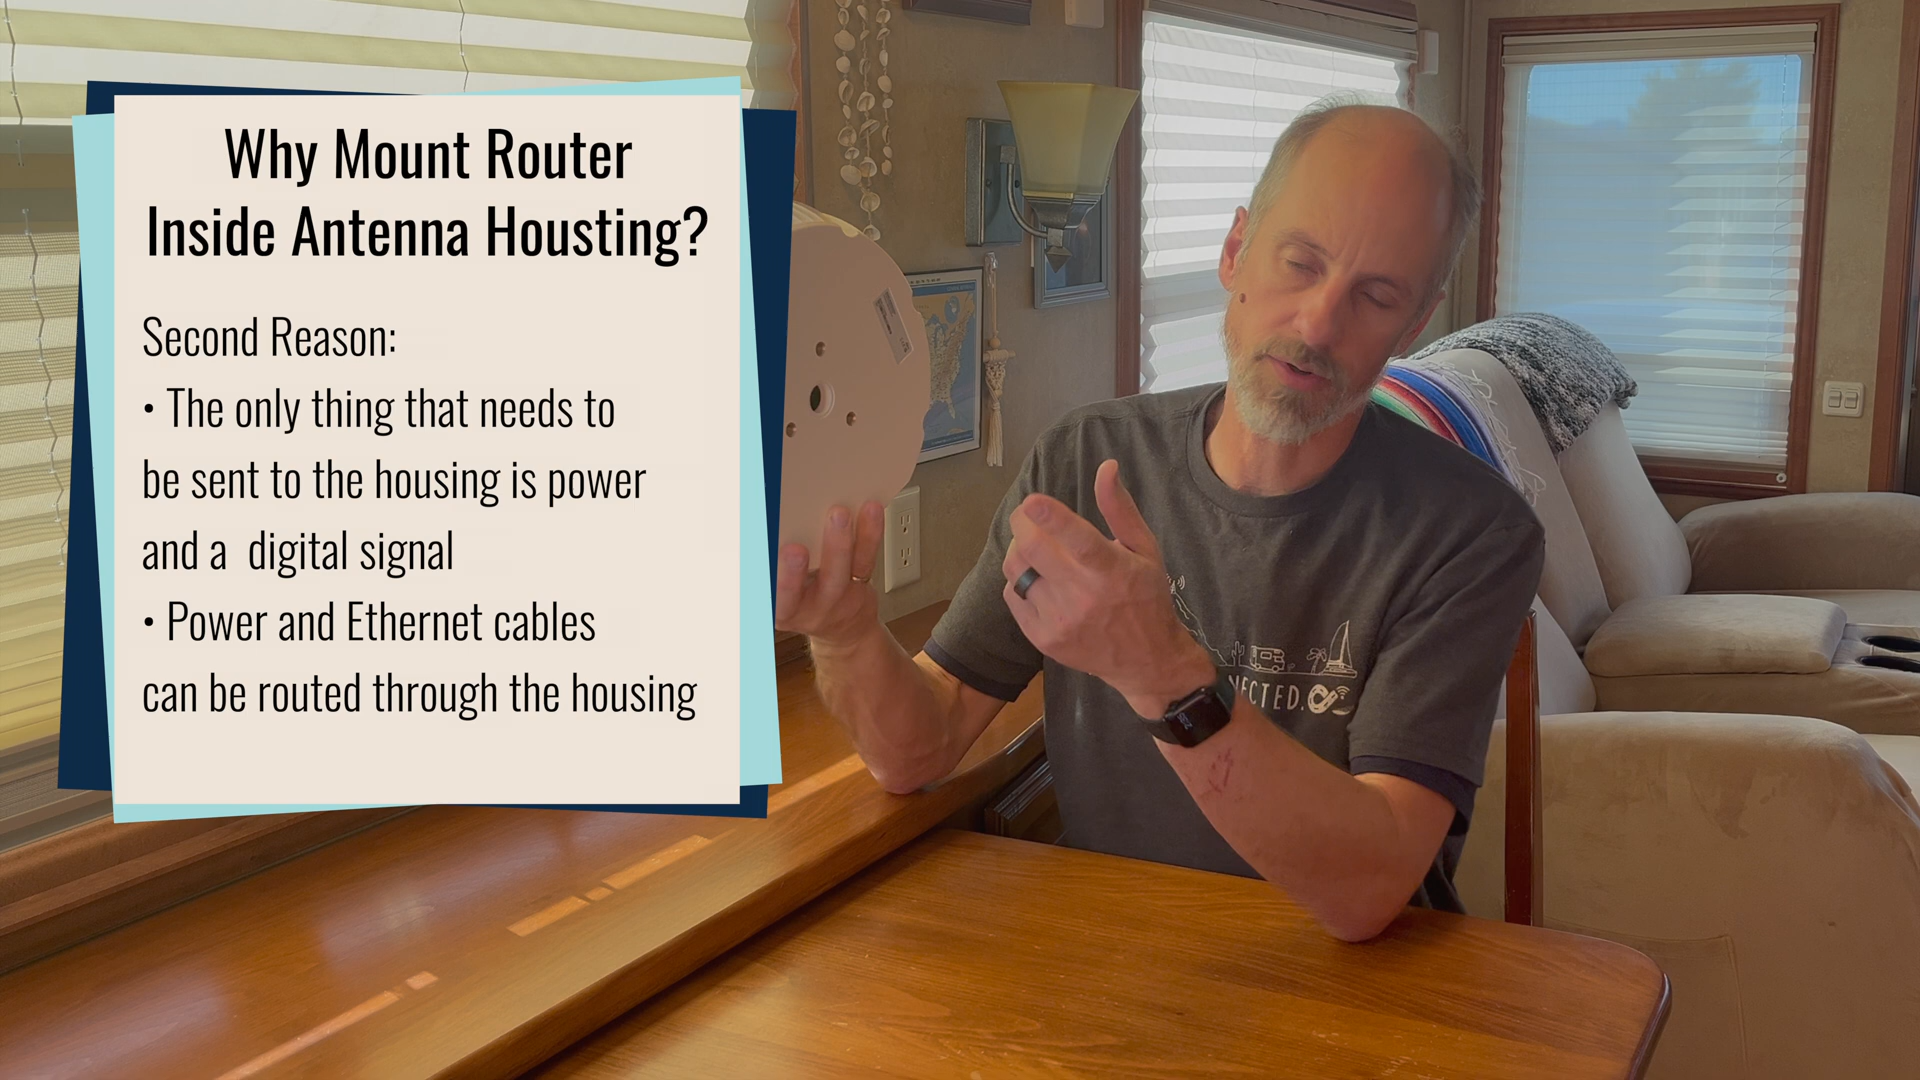 Why Mount Router
Inside Antenna Housting?
Second Reason:
• The only thing that needs to
be sent to the housing is power
and a digital signal
• Power and Ethernet cables
can be routed through the housing
NECTED.